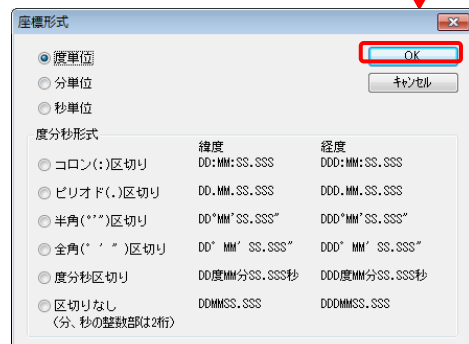 座標形式
度単位
OK
分単位
キャンセル
秒単位
度分秒形式
緯度 経度
コロン(:)区切り DD:MM:SS.SSS DDD:MM:SS.SSS
ピリオド(.)区切り DD.MM.SS.SSS DDD.MM.SS.SSS
半角(°'")区切り DD°MM'SS.SSS" DDD°MM'SS.SSS"
全角(°′″)区切り DD°MM′SS.SSS″ DDD°MM′SS.SSS″
度分秒区切り DD度MM分SS.SSS秒 DDD度MM分SS.SSS秒
区切りなし DDMMSS.SSS DDDMMSS.SSS
(分、秒の整数部は2桁)